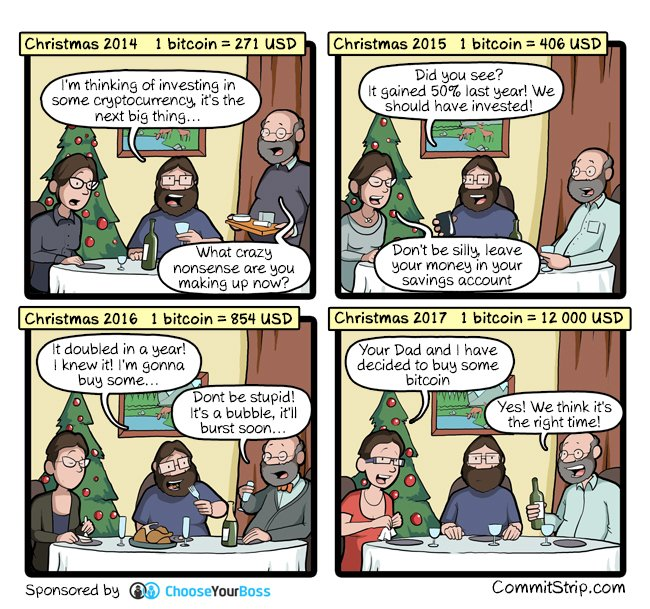 Christmas 2014   1 bitcoin = 271 USD
I'm thinking of investing in
some cryptocurrency, it's the
next big thing...
What crazy
nonsense are you
making up now?
Christmas 2015   1 bitcoin = 406 USD
Did you see?
It gained 50% last year! We
should have invested!
Don't be silly, leave
your money in your
savings account
Christmas 2016   1 bitcoin = 854 USD
It doubled in a year!
I knew it! I'm gonna
buy some...
Dont be stupid!
It's a bubble, it'll
burst soon...
Christmas 2017   1 bitcoin = 12 000 USD
Your Dad and I have
decided to buy some
bitcoin
Yes! We think it's
the right time!
Sponsored by ChooseYourBoss
CommitStrip.com